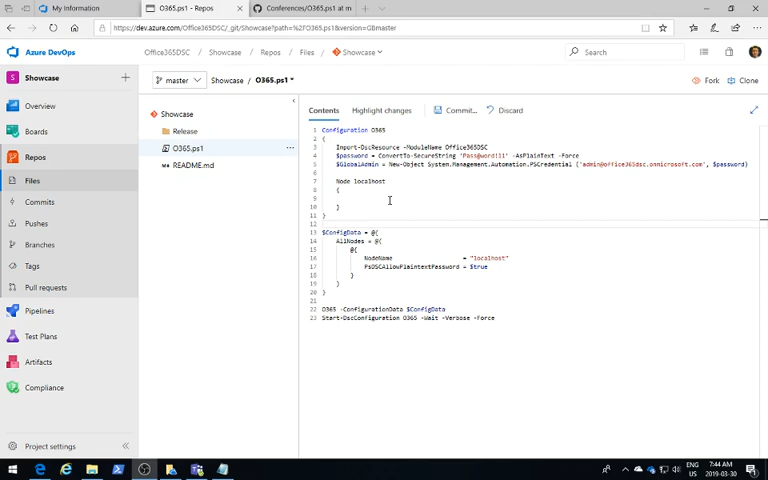 My Information
O365.ps1 - Repos
Conferences/O365.ps1 at m
https://dev.azure.com/Office365DSC/_git/Showcase?path=%2FO365.ps1&version=GBmaster
Azure DevOps
Office365DSC / Showcase / Repos / Files / Showcase
Search
Showcase
master
Showcase / O365.ps1 *
Fork
Clone
Overview
Boards
Repos
Files
Commits
Pushes
Branches
Tags
Pull requests
Pipelines
Test Plans
Artifacts
Compliance
Project settings
Showcase
Release
O365.ps1
README.md
Contents
Highlight changes
Commit...
Discard
1 Configuration O365
2 {
3 Import-DscResource -ModuleName Office365DSC
4 $password = ConvertTo-SecureString 'Pass@word!11' -AsPlainText -Force
5 $GlobalAdmin = New-Object System.Management.Automation.PSCredential ('admin@office365dsc.onmicrosoft.com', $password)
6
7 Node localhost
8 {
9
10 }
11 }
12
13 $ConfigData = @{
14 AllNodes = @(
15 @{
16 NodeName = "localhost"
17 PsDSCAllowPlaintextPassword = $true
18 }
19 )
20 }
21
22 O365 -ConfigurationData $ConfigData
23 Start-DscConfiguration O365 -Wait -Verbose -Force
ENG
US
7:44 AM
2019-03-30